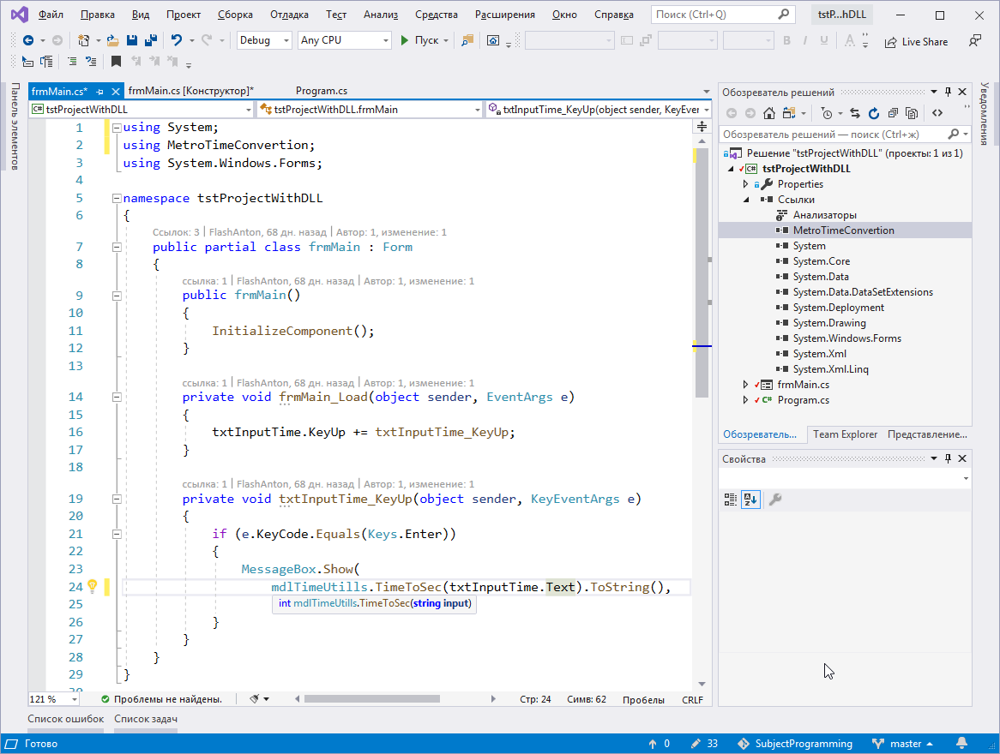 Файл Правка Вид Проект Сборка Отладка Тест Анализ Средства Расширения Окно Справка Поиск (Ctrl+Q) tstP...hDLL
Debug Any CPU Пуск Live Share
Панель элементов
frmMain.cs* frmMain.cs [Конструктор]* Program.cs
tstProjectWithDLL tstProjectWithDLL.frmMain txtInputTime_KeyUp(object sender, KeyEver
1 using System;
2 using MetroTimeConvertion;
3 using System.Windows.Forms;
4
5 namespace tstProjectWithDLL
6 {
Ссылок: 3 | FlashAnton, 68 дн. назад | Автор: 1, изменение: 1
7 public partial class frmMain : Form
8 {
ссылка: 1 | FlashAnton, 68 дн. назад | Автор: 1, изменение: 1
9 public frmMain()
10 {
11 InitializeComponent();
12 }
13
ссылка: 1 | FlashAnton, 68 дн. назад | Автор: 1, изменение: 1
14 private void frmMain_Load(object sender, EventArgs e)
15 {
16 txtInputTime.KeyUp += txtInputTime_KeyUp;
17 }
18
ссылка: 1 | FlashAnton, 68 дн. назад | Автор: 1, изменение: 1
19 private void txtInputTime_KeyUp(object sender, KeyEventArgs e)
20 {
21 if (e.KeyCode.Equals(Keys.Enter))
22 {
23 MessageBox.Show(
24 mdlTimeUtills.TimeToSec(txtInputTime.Text).ToString(),
25 int mdlTimeUtills.TimeToSec(string input)
26 }
27 }
28 }
29 }
30
121 % Проблемы не найдены. Стр: 24 Симв: 62 Пробелы CRLF
Обозреватель решений
Обозреватель решений — поиск (Ctrl+ж)
Решение "tstProjectWithDLL" (проекты: 1 из 1)
tstProjectWithDLL
Properties
Ссылки
Анализаторы
MetroTimeConvertion
System
System.Core
System.Data
System.Data.DataSetExtensions
System.Deployment
System.Drawing
System.Windows.Forms
System.Xml
System.Xml.Linq
frmMain.cs
Program.cs
Обозреватель... Team Explorer Представление...
Свойства
Уведомления
Список ошибок Список задач
Готово 0 33 SubjectProgramming master